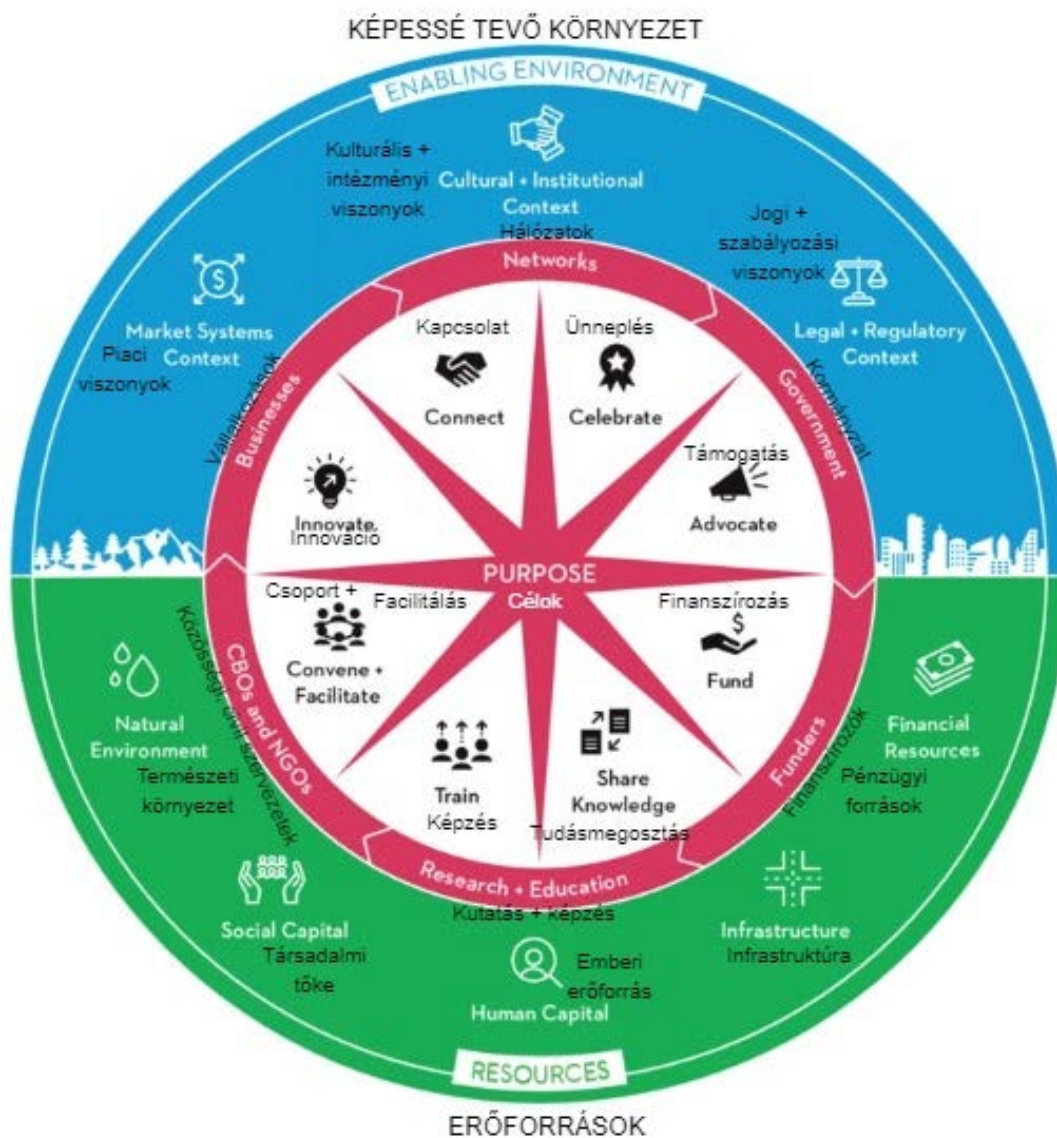 KÉPESSÉ TEVŐ KÖRNYEZET
ENABLING ENVIRONMENT
Kulturális +
intézményi
viszonyok
Cultural + Institutional
Context
Hálózatok
Networks
Jogi +
szabályozási
viszonyok
Legal + Regulatory
Context
Market Systems
Context
Piaci
viszonyok
Vállalkozások
Businesses
Kormányzat
Government
Kapcsolat
Connect
Ünneplés
Celebrate
Támogatás
Advocate
Innovate
Innováció
PURPOSE
Célok
Csoport +
Facilitálás
Convene +
Facilitate
Finanszírozás
$
Fund
Train
Képzés
Share
Knowledge
Tudásmegosztás
CBOs and NGOs
Közösségi, civil szervezetek
Funders
Finanszírozók
Research + Education
Kutatás + képzés
Natural
Environment
Természeti
környezet
Financial
Resources
Pénzügyi
források
Social Capital
Társadalmi
tőke
Emberi
erőforrás
Human Capital
Infrastructure
Infrastruktúra
RESOURCES
ERŐFORRÁSOK